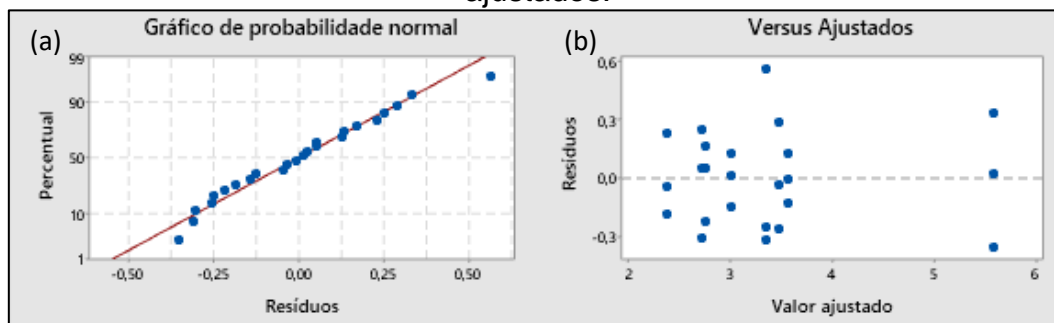 ajustados.
(a) Gráfico de probabilidade normal
99
90
50
10
1
Percentual
-0,50 -0,25 0,00 0,25 0,50
Resíduos
(b) Versus Ajustados
0,6
0,3
0,0
-0,3
Resíduos
2 3 4 5 6
Valor ajustado